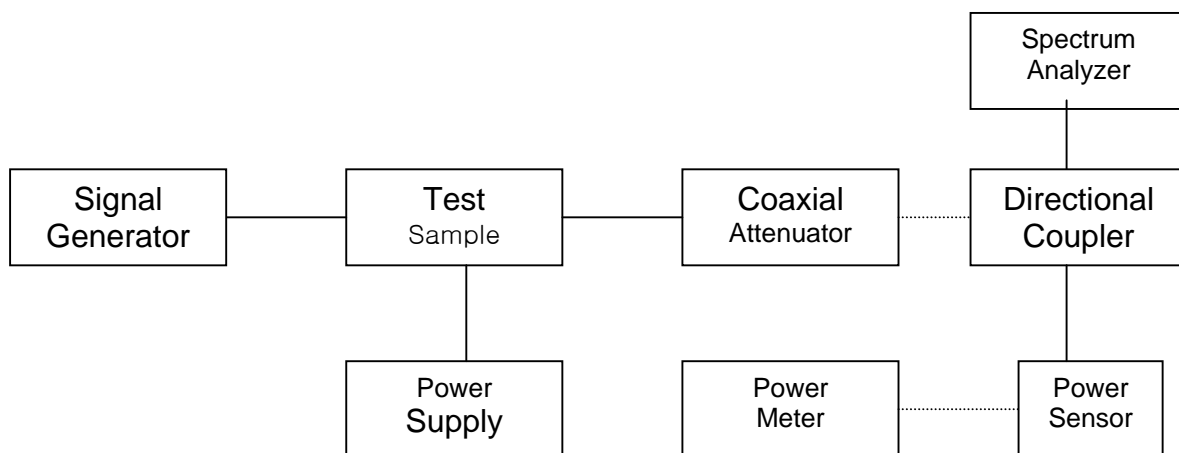 Spectrum
Analyzer
Signal
Generator
Test
Sample
Coaxial
Attenuator
Directional
Coupler
Power
Supply
Power
Meter
Power
Sensor